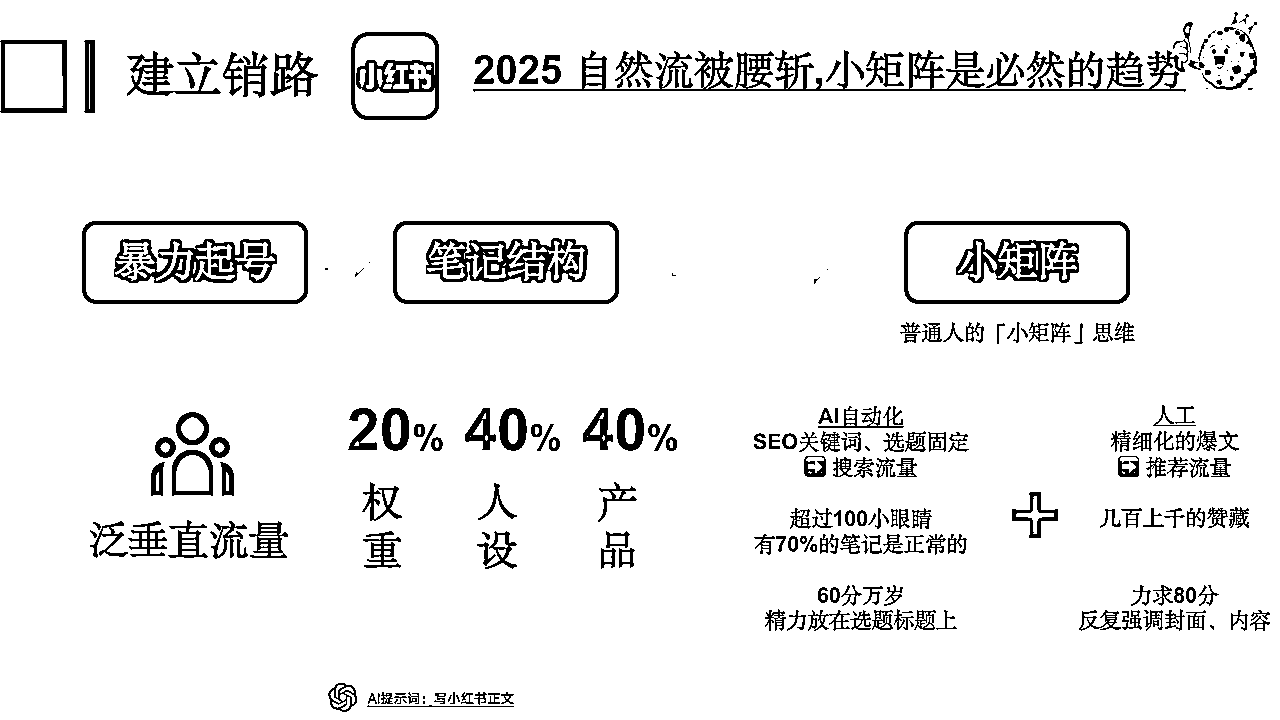 建立销路
小红书
2025 自然流被腰斩,小矩阵是必然的趋势
暴力起号
笔记结构
小矩阵
普通人的「小矩阵」思维
泛垂直流量
20% 40% 40%
权重
人设
产品
AI自动化
SEO关键词、选题固定
搜索流量
超过100小眼睛
有70%的笔记是正常的
60分万岁
精力放在选题标题上
人工
精细化的爆文
推荐流量
几百上千的赞藏
力求80分
反复强调封面、内容
AI提示词：写小红书正文